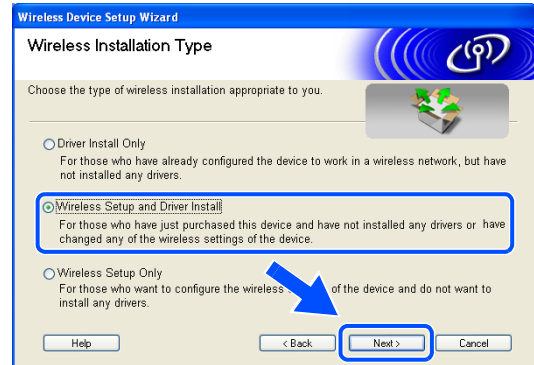 Wireless Device Setup Wizard
Wireless Installation Type
Choose the type of wireless installation appropriate to you.
Driver Install Only
For those who have already configured the device to work in a wireless network, but have
not installed any drivers.
Wireless Setup and Driver Install
For those who have just purchased this device and have not installed any drivers or have
changed any of the wireless settings of the device.
Wireless Setup Only
For those who want to configure the wireless of the device and do not want to
install any drivers.
Help
< Back
Next >
Cancel